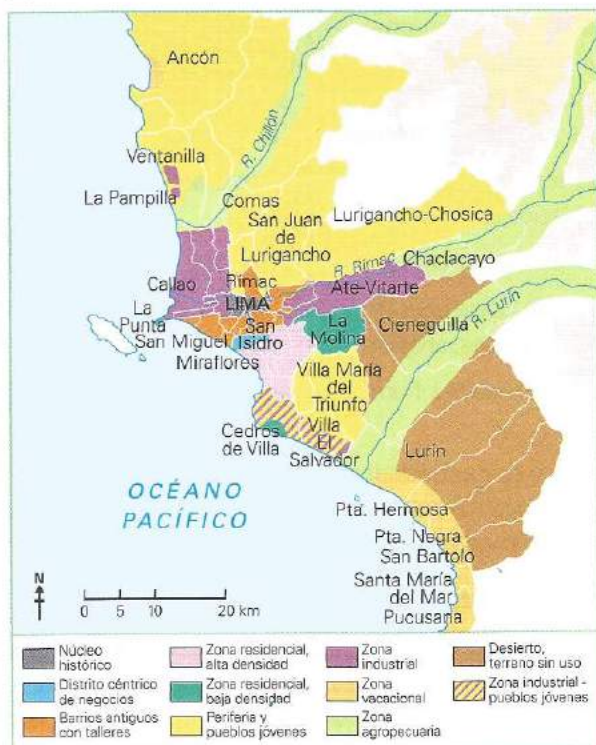 Ancón
R. Chillón
Ventanilla
La Pampilla
Comas
San Juan
de
Lurigancho
Lurigancho-Chosica
R. Rimac
Chaclacayo
Callao
Rimac
Ate-Vitarte
LIMA
La
Punta
San
Isidro
La
Molina
Cieneguilla
R. Lurín
San Miguel
Miraflores
Villa María
del
Triunfo
Cedros
de Villa
Villa
El
Salvador
Lurín
OCÉANO
PACÍFICO
Pta. Hermosa
Pta. Negra
San Bartolo
Santa María
del Mar
Pucusana
N
0 5 10 20 km
Núcleo
histórico
Distrito céntrico
de negocios
Barrios antiguos
con talleres
Zona residencial,
alta densidad
Zona residencial,
baja densidad
Periferia y
pueblos jóvenes
Zona
industrial
Zona
vacacional
Zona
agropecuaria
Desierto,
terrano sin uso
Zona industrial -
pueblos jóvenes